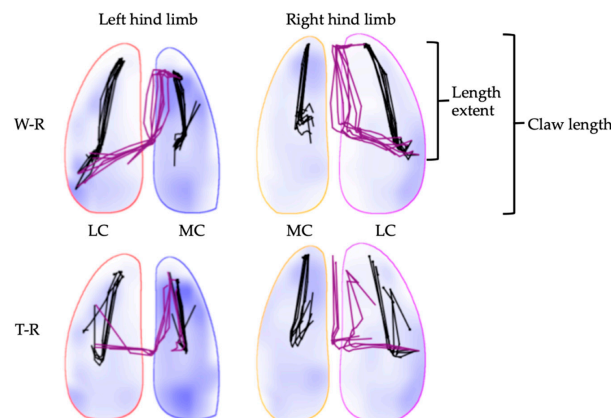 Left hind limb
Right hind limb
W-R
Length
extent
Claw length
LC
MC
MC
LC
T-R